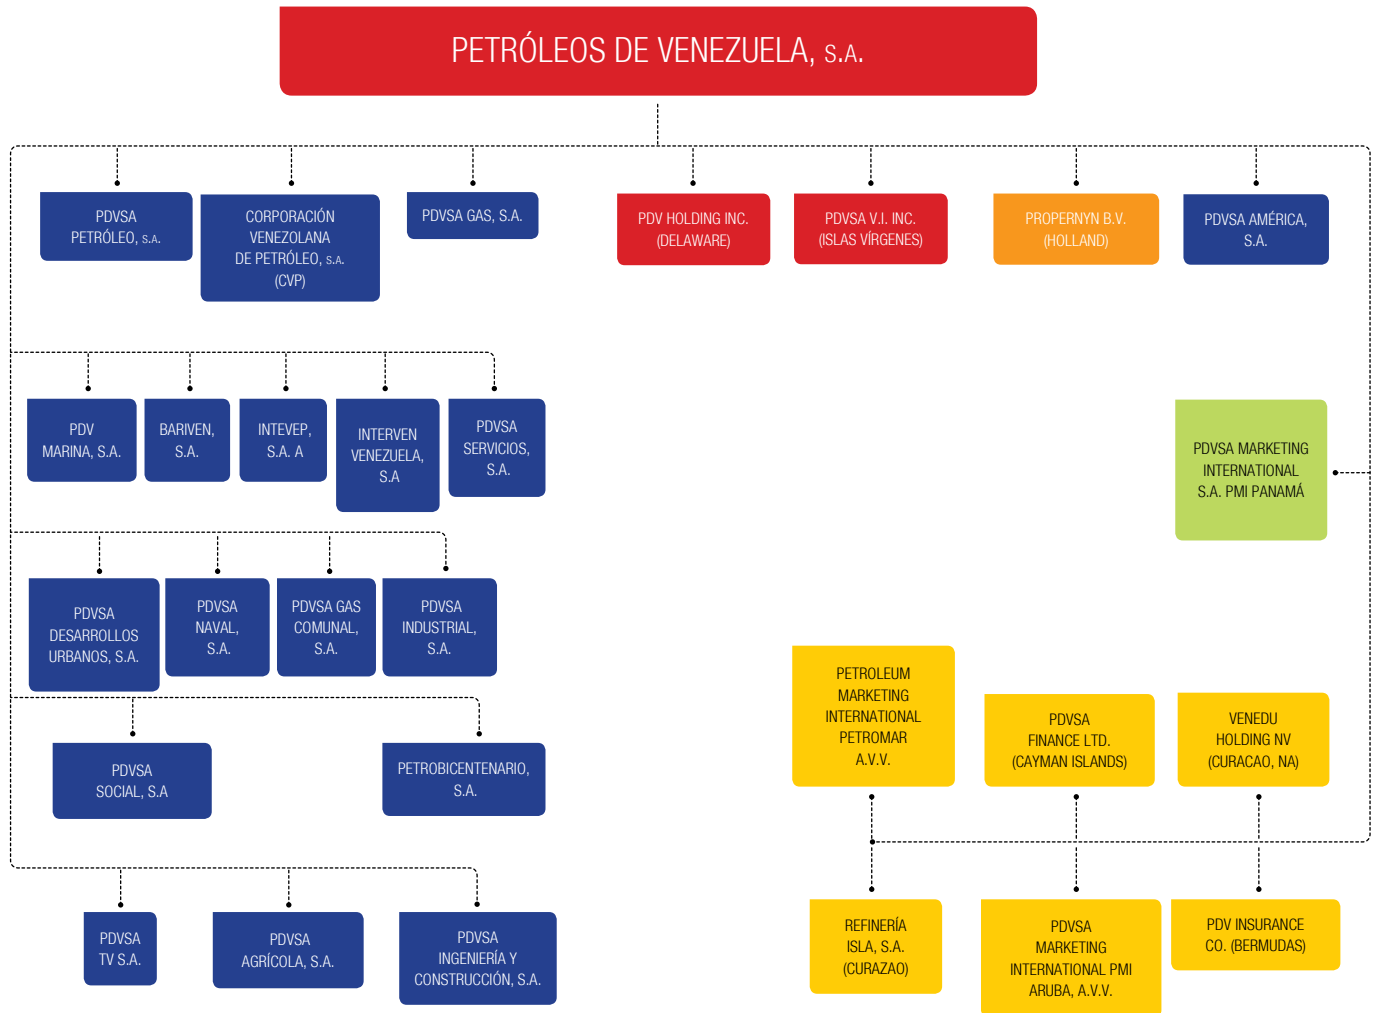 PETRÓLEOS DE VENEZUELA, S.A.
PDVSA
PETRÓLEO, S.A.
CORPORACIÓN
VENEZOLANA
DE PETRÓLEO, S.A.
(CVP)
PDVSA GAS, S.A.
PDV HOLDING INC.
(DELAWARE)
PDVSA V.I. INC.
(ISLAS VÍRGENES)
PROPERNYN B.V.
(HOLLAND)
PDVSA AMÉRICA,
S.A.
PDV
MARINA, S.A.
BARIVEN,
S.A.
INTEVEP,
S.A. A
INTERVEN
VENEZUELA,
S.A
PDVSA
SERVICIOS,
S.A.
PDVSA MARKETING
INTERNATIONAL
S.A. PMI PANAMÁ
PDVSA
DESARROLLOS
URBANOS, S.A.
PDVSA
NAVAL,
S.A.
PDVSA GAS
COMUNAL,
S.A.
PDVSA
INDUSTRIAL,
S.A.
PETROLEUM
MARKETING
INTERNATIONAL
PETROMAR
A.V.V.
PDVSA
FINANCE LTD.
(CAYMAN ISLANDS)
VENEDU
HOLDING NV
(CURACAO, NA)
PDVSA
SOCIAL, S.A
PETROBICENTENARIO,
S.A.
PDVSA
TV S.A.
PDVSA
AGRÍCOLA, S.A.
PDVSA
INGENIERÍA Y
CONSTRUCCIÓN, S.A.
REFINERÍA
ISLA, S.A.
(CURAZAO)
PDVSA
MARKETING
INTERNATIONAL PMI
ARUBA, A.V.V.
PDV INSURANCE
CO. (BERMUDAS)